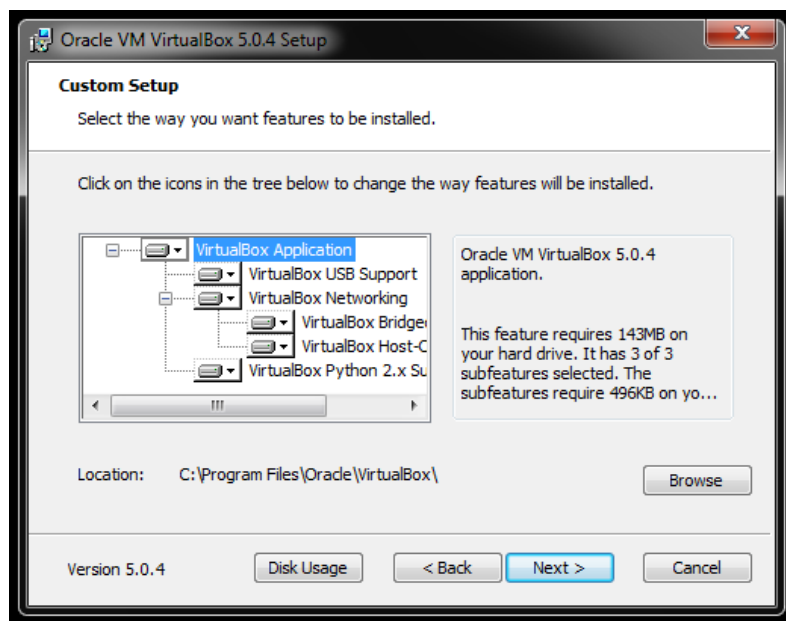 Oracle VM VirtualBox 5.0.4 Setup
Custom Setup
Select the way you want features to be installed.
Click on the icons in the tree below to change the way features will be installed.
VirtualBox Application
VirtualBox USB Support
VirtualBox Networking
VirtualBox Bridge
VirtualBox Host-C
VirtualBox Python 2.x Su
Oracle VM VirtualBox 5.0.4
application.
This feature requires 143MB on
your hard drive. It has 3 of 3
subfeatures selected. The
subfeatures require 496KB on yo...
Location: C:\Program Files\Oracle\VirtualBox\
Browse
Version 5.0.4
Disk Usage
< Back
Next >
Cancel